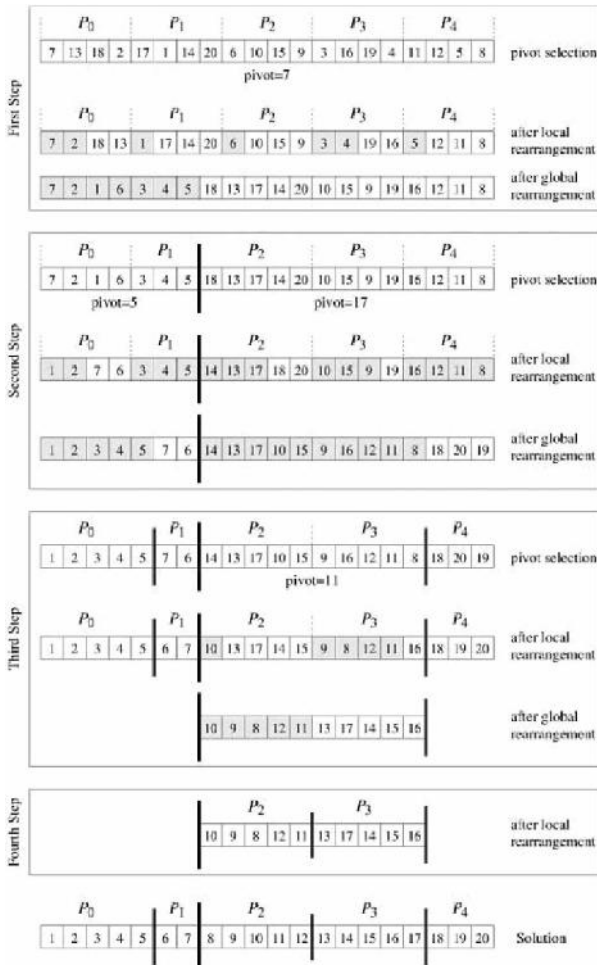 P0 P1 P2 P3 P4
7 13 18 2 17 1 14 20 6 10 15 9 3 16 19 4 11 12 5 8 pivot selection
pivot=7
First Step
P0 P1 P2 P3 P4
7 2 18 13 1 17 14 20 6 10 15 9 3 4 19 16 5 12 11 8 after local rearrangement
7 2 1 6 3 4 5 18 13 17 14 20 10 15 9 19 16 12 11 8 after global rearrangement
P0 P1 P2 P3 P4
7 2 1 6 3 4 5 18 13 17 14 20 10 15 9 19 16 12 11 8 pivot selection
pivot=5 pivot=17
Second Step
P0 P1 P2 P3 P4
1 2 7 6 3 4 5 14 13 17 18 20 10 15 9 19 16 12 11 8 after local rearrangement
1 2 3 4 5 7 6 14 13 17 10 15 9 16 12 11 8 18 20 19 after global rearrangement
P0 P1 P2 P3 P4
1 2 3 4 5 7 6 14 13 17 10 15 9 16 12 11 8 18 20 19 pivot selection
pivot=11
Third Step
P0 P1 P2 P3 P4
1 2 3 4 5 6 7 10 13 17 14 15 9 8 12 11 16 18 19 20 after local rearrangement
10 9 8 12 11 13 17 14 15 16 after global rearrangement
Fourth Step
P2 P3
10 9 8 12 11 13 17 14 15 16 after local rearrangement
P0 P1 P2 P3 P4
1 2 3 4 5 6 7 8 9 10 11 12 13 14 15 16 17 18 19 20 Solution